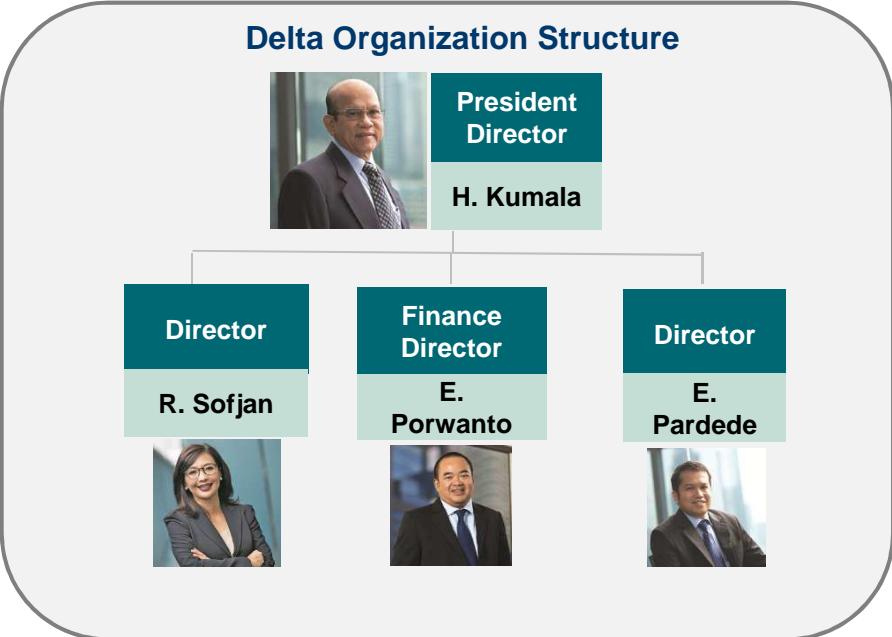 Delta Organization Structure
President
Director
H. Kumala
Director
R. Sofjan
Finance
Director
E.
Porwanto
Director
E.
Pardede